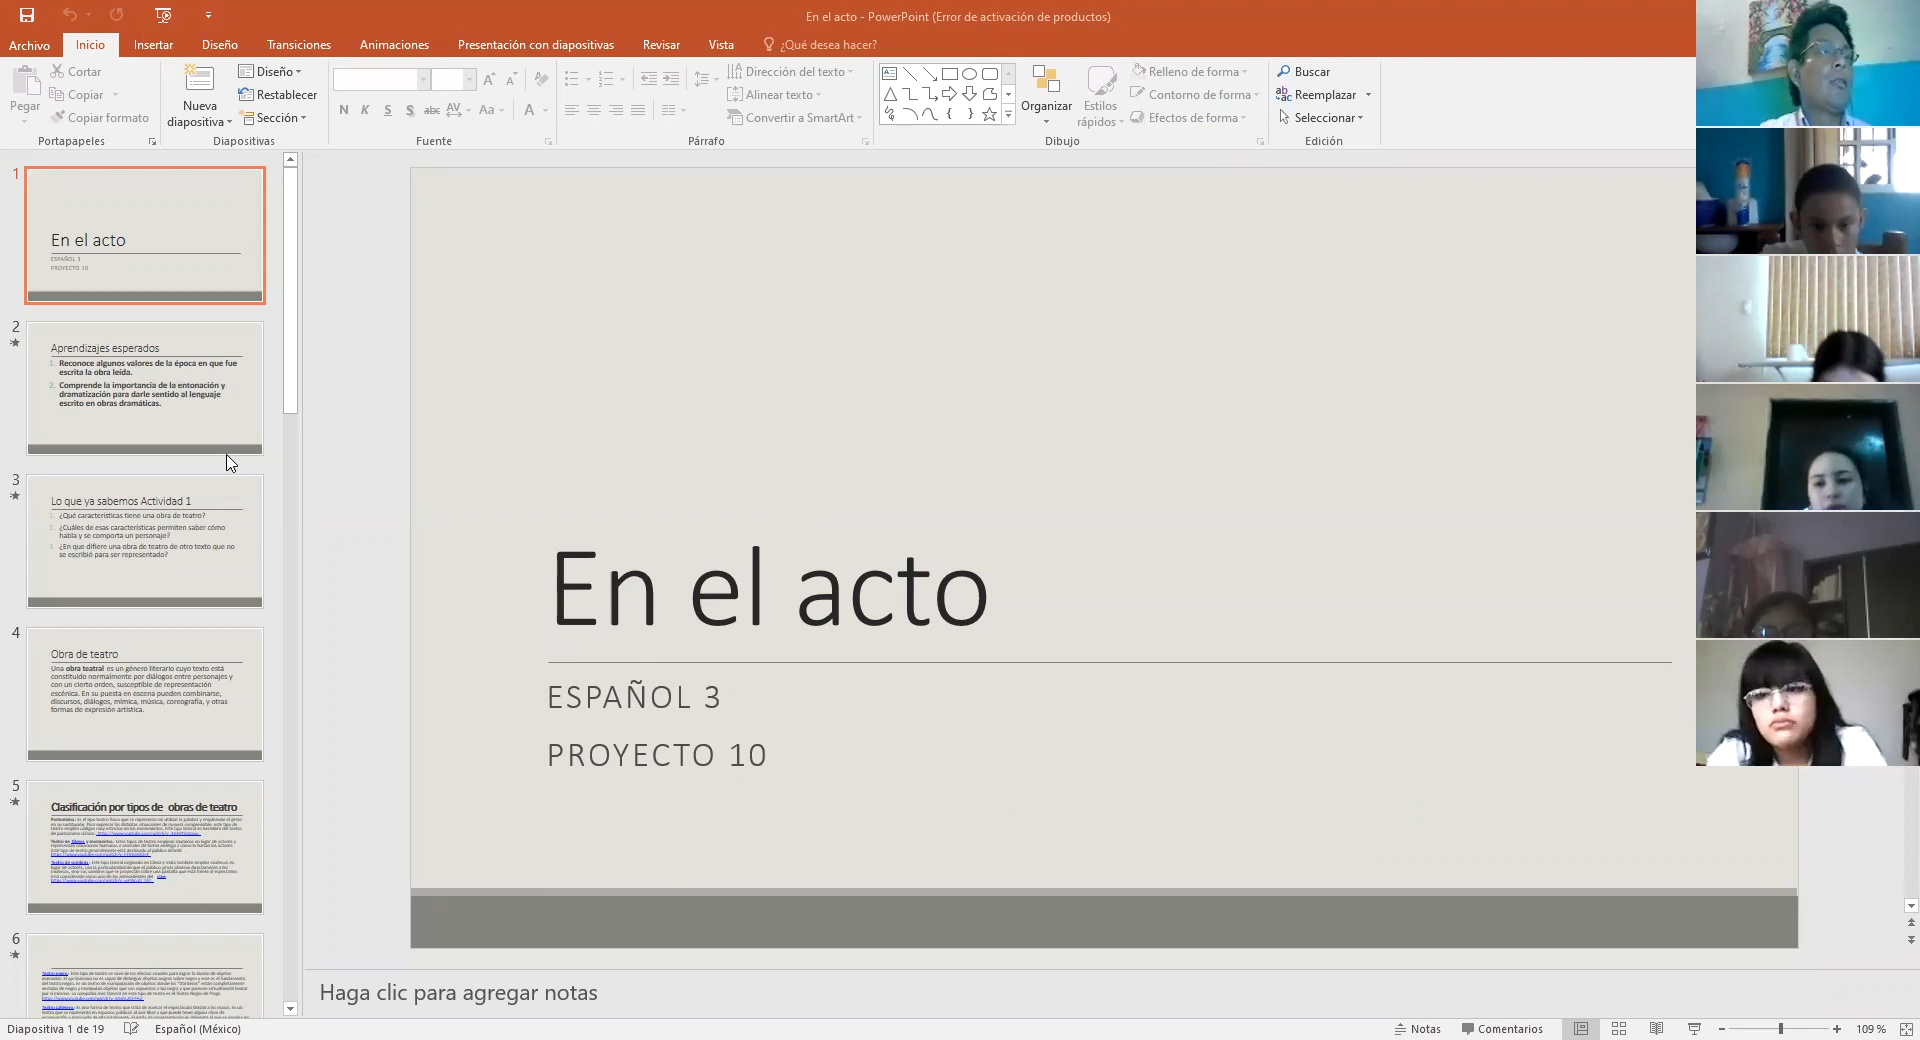 En el acto - PowerPoint (Error de activación de productos)
Archivo Inicio Insertar Diseño Transiciones Animaciones Presentación con diapositivas Revisar Vista ¿Qué desea hacer?
Pegar
Cortar
Copiar
Copiar formato
Portapapeles
Nueva diapositiva
Diseño
Restablecer
Sección
Diapositivas
N K S S abc AV Aa A
Fuente
Dirección del texto
Alinear texto
Convertir a SmartArt
Párrafo
Organizar
Estilos rápidos
Relleno de forma
Contorno de forma
Efectos de forma
Dibujo
Buscar
Reemplazar
Seleccionar
Edición
1
En el acto
ESPAÑOL 3
PROYECTO 10
2
Aprendizajes esperados
1. Reconoce algunos valores de la época en que fue
escrita la obra leída.
2. Comprende la importancia de la entonación y
dramatización para darle sentido al lenguaje
escrito en obras dramáticas.
3
Lo que ya sabemos Actividad 1
1. ¿Qué características tiene una obra de teatro?
2. ¿Cuáles de esas características permiten saber cómo
habla y se comporta un personaje?
3. ¿En que difiere una obra de teatro de otro texto que no
se escribió para ser representado?
4
Obra de teatro
Una obra teatral es un género literario cuyo texto está
constituido normalmente por diálogos entre personajes y
con un cierto orden, susceptible de representación
escénica. En su puesta en escena pueden combinarse,
discursos, diálogos, mímica, música, coreografía, y otras
formas de expresión artística.
5
Clasificación por tipos de obras de teatro
6
En el acto
ESPAÑOL 3
PROYECTO 10
Haga clic para agregar notas
Diapositiva 1 de 19 Español (México) Notas Comentarios 109 %